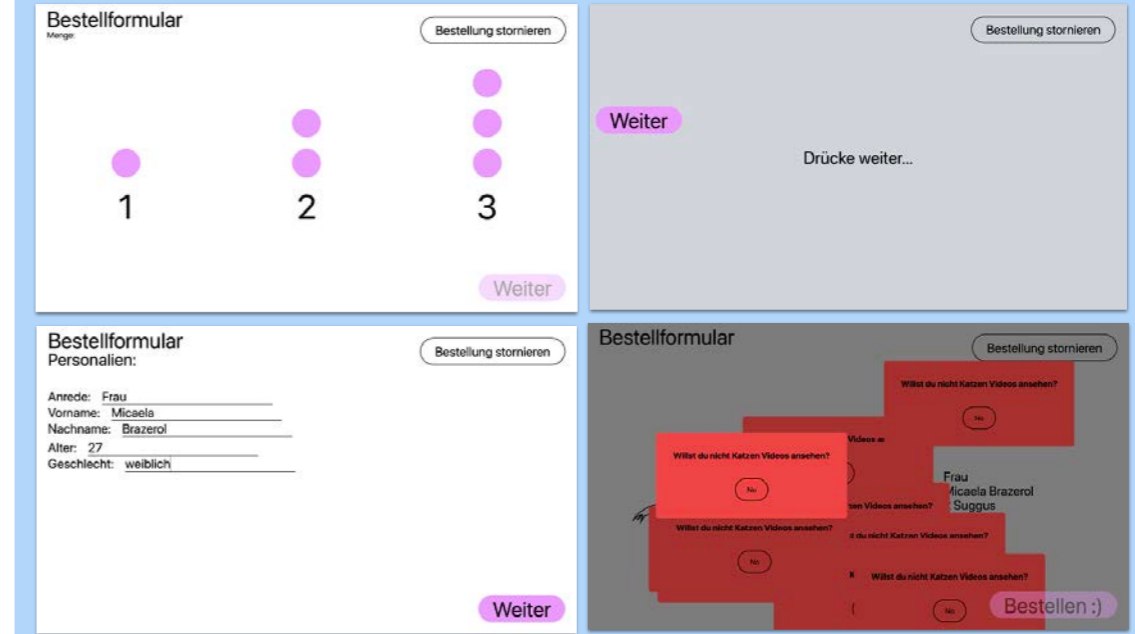 Bestellformular
Menge:
Bestellung stornieren
1
2
3
Weiter
Bestellung stornieren
Weiter
Drücke weiter...
Bestellformular
Personalien:
Bestellung stornieren
Anrede: Frau
Vorname: Micaela
Nachname: Brazerol
Alter: 27
Geschlecht: weiblich
Weiter
Bestellformular
Bestellung stornieren
Willst du nicht Katzen Videos ansehen?
No
Videos
Willst du nicht Katzen Videos ansehen?
No
Frau
Micaela Brazerol
Suggus
Videos ansehen?
Willst du nicht Katzen Videos ansehen?
du nicht Katzen Videos ansehen?
No
Willst du nicht Katzen Videos ansehen?
No
Bestellen :)